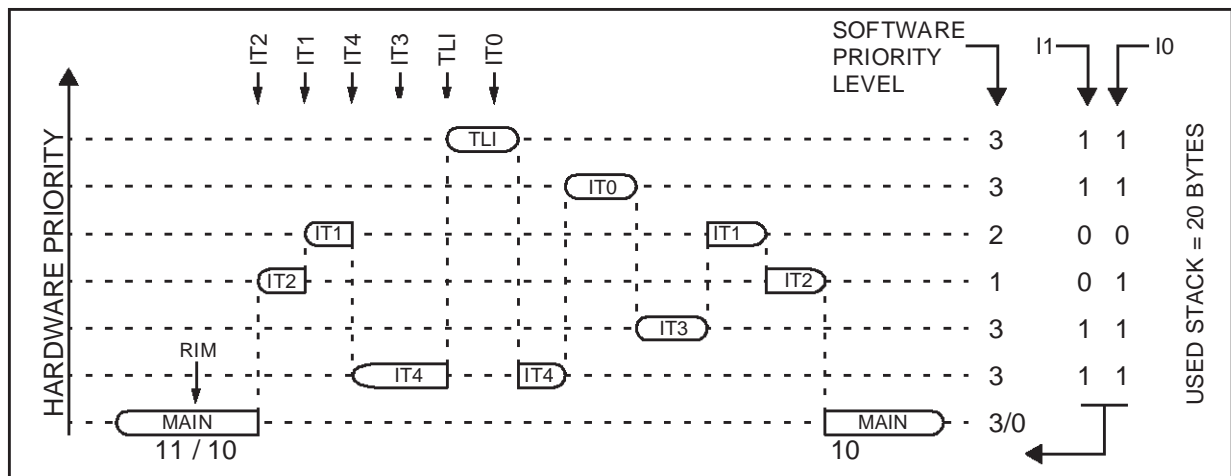 IT2
IT1
IT4
IT3
TLI
IT0
SOFTWARE
PRIORITY
LEVEL
I1
I0
HARDWARE PRIORITY
TLI
3
1 1
IT0
3
1 1
IT1
IT1
2
0 0
IT2
IT2
1
0 1
IT3
3
1 1
RIM
IT4
IT4
3
1 1
MAIN
MAIN
3/0
11 / 10
10
USED STACK = 20 BYTES